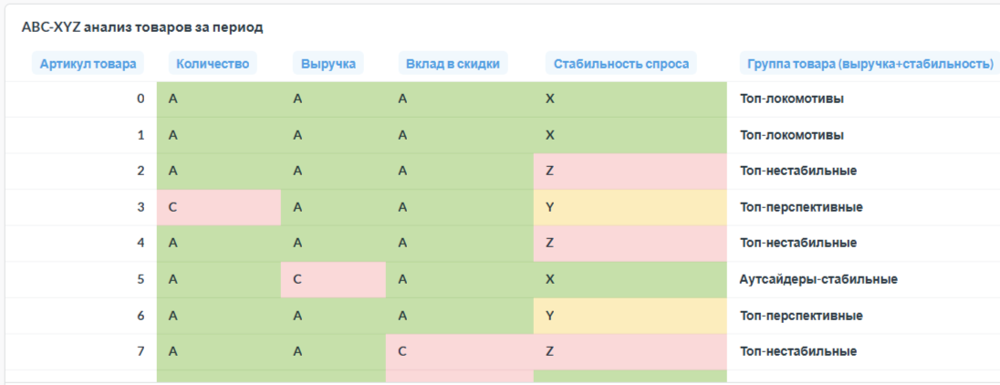 ABC-XYZ анализ товаров за период
Артикул товара Количество Выручка Вклад в скидки Стабильность спроса Группа товара (выручка+стабильность)
0 A A A X Топ-локомотивы
1 A A A X Топ-локомотивы
2 A A A Z Топ-нестабильные
3 C A A Y Топ-перспективные
4 A A A Z Топ-нестабильные
5 A C A X Аутсайдеры-стабильные
6 A A A Y Топ-перспективные
7 A A C Z Топ-нестабильные